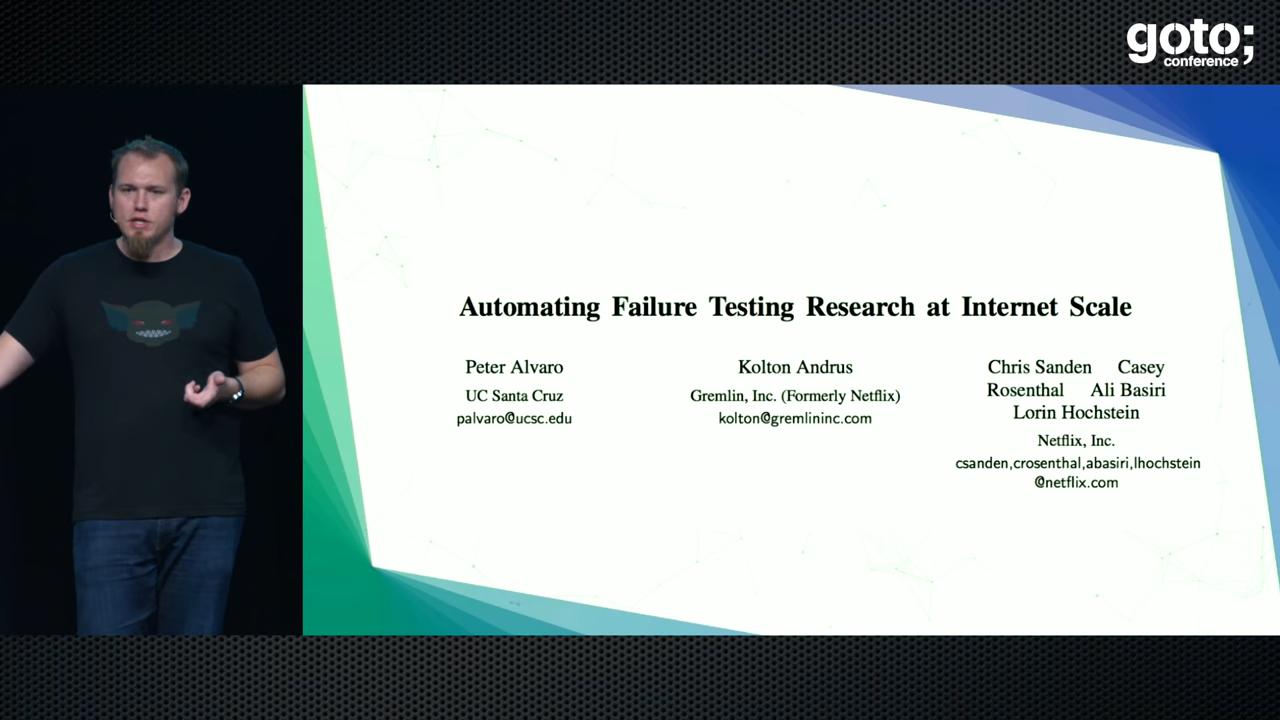 goto;
conference
Automating Failure Testing Research at Internet Scale
Peter Alvaro
UC Santa Cruz
palvaro@ucsc.edu
Kolton Andrus
Gremlin, Inc. (Formerly Netflix)
kolton@gremlininc.com
Chris Sanden Casey
Rosenthal Ali Basiri
Lorin Hochstein
Netflix, Inc.
csanden,crosenthal,abasiri,lhochstein
@netflix.com